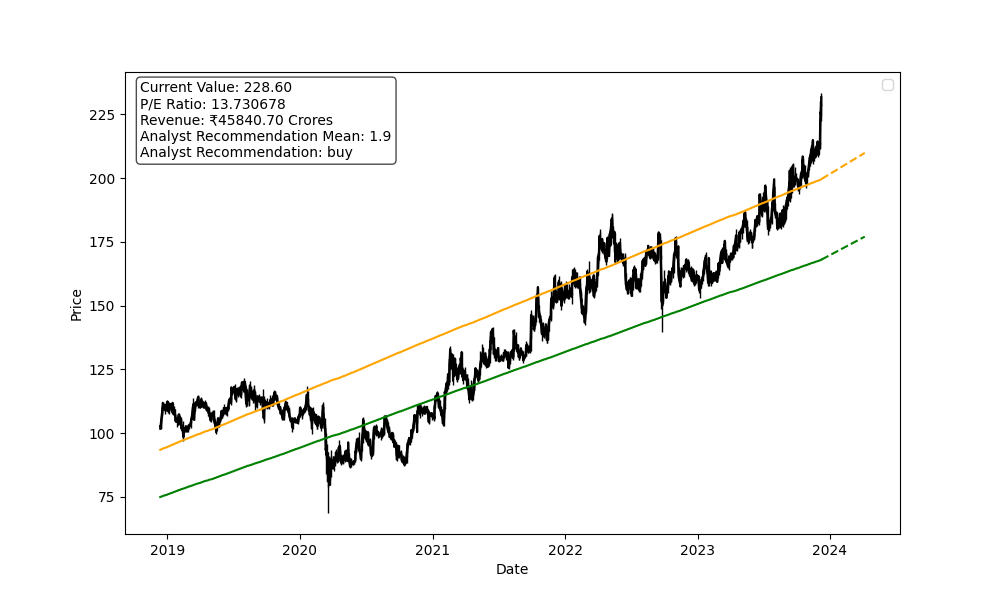 Current Value: 228.60
P/E Ratio: 13.730678
Revenue: ₹45840.70 Crores
Analyst Recommendation Mean: 1.9
Analyst Recommendation: buy
225
200
175
150
125
100
75
Price
2019 2020 2021 2022 2023 2024
Date